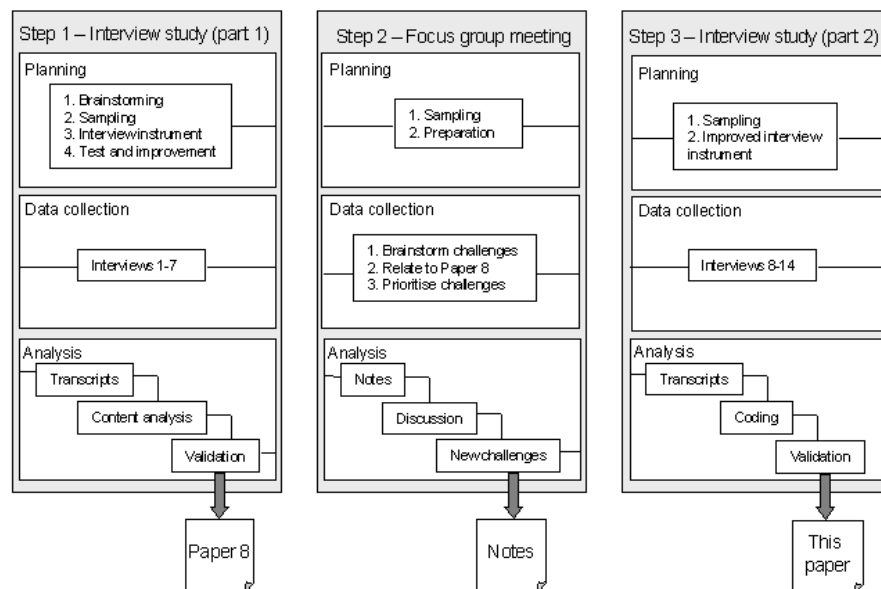 Step 1 – Interview study (part 1)
Planning
1. Brainstorming
2. Sampling
3. Interview instrument
4. Test and improvement
Data collection
Interviews 1-7
Analysis
Transcripts
Content analysis
Validation
Paper 8
Step 2 – Focus group meeting
Planning
1. Sampling
2. Preparation
Data collection
1. Brainstorm challenges
2. Relate to Paper 8
3. Prioritise challenges
Analysis
Notes
Discussion
New challenges
Notes
Step 3 – Interview study (part 2)
Planning
1. Sampling
2. Improved interview
instrument
Data collection
Interviews 8-14
Analysis
Transcripts
Coding
Validation
This
paper